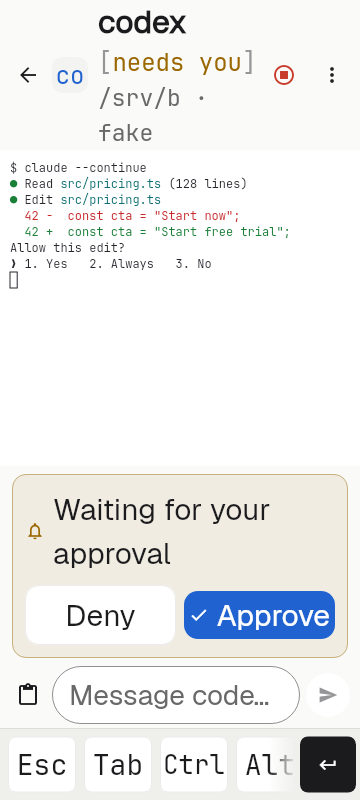 codex
co
[needs you]
/srv/b ·
fake
$ claude --continue
● Read src/pricing.ts (128 lines)
● Edit src/pricing.ts
42 -  const cta = "Start now";
42 +  const cta = "Start free trial";
Allow this edit?
❯ 1. Yes   2. Always   3. No
Waiting for your
approval
Deny
✓ Approve
Message code…
Esc Tab Ctrl Alt ↵